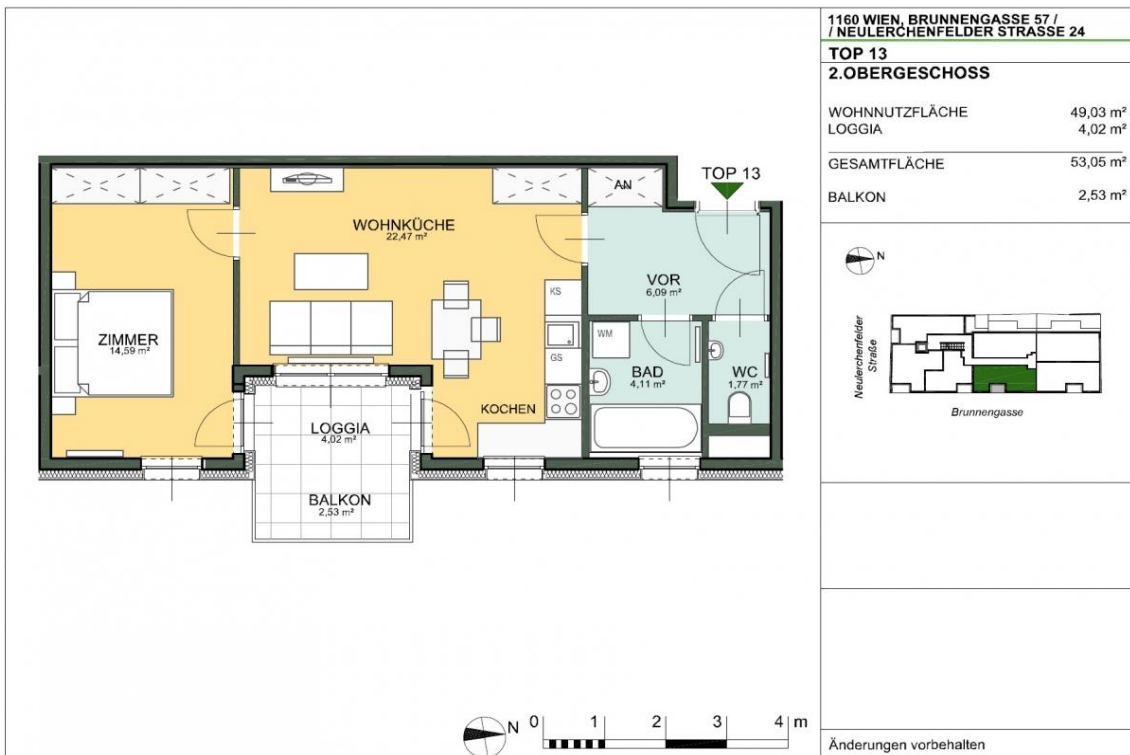 1160 WIEN, BRUNNENGASSE 57 /
/ NEULERCHENFELDER STRASSE 24
TOP 13
2.OBERGESCHOSS
WOHNNUTZFLÄCHE 49,03 m²
LOGGIA 4,02 m²
GESAMTFLÄCHE 53,05 m²
BALKON 2,53 m²
N
Neulerchenfelder
Straße
Brunnengasse
Änderungen vorbehalten
TOP 13
AN
WOHNKÜCHE
22,47 m²
VOR
6,09 m²
KS
ZIMMER
14,59 m²
WM
GS
BAD
4,11 m²
WC
1,77 m²
KOCHEN
LOGGIA
4,02 m²
BALKON
2,53 m²
N
0 1 2 3 4 m